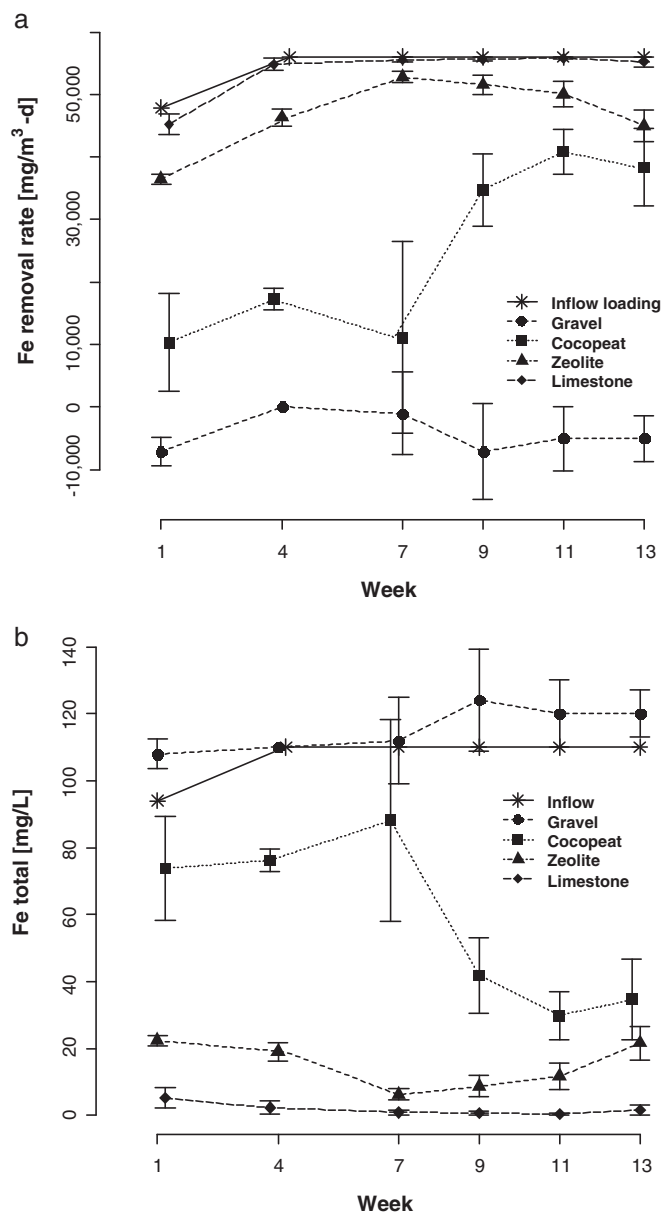 a
Fe removal rate [mg/m³ -d]
50,000
30,000
10,000
0
-10,000
Inflow loading
Gravel
Cocopeat
Zeolite
Limestone
1 4 7 9 11 13
Week
b
Fe total [mg/L]
140
120
100
80
60
40
20
0
Inflow
Gravel
Cocopeat
Zeolite
Limestone
1 4 7 9 11 13
Week